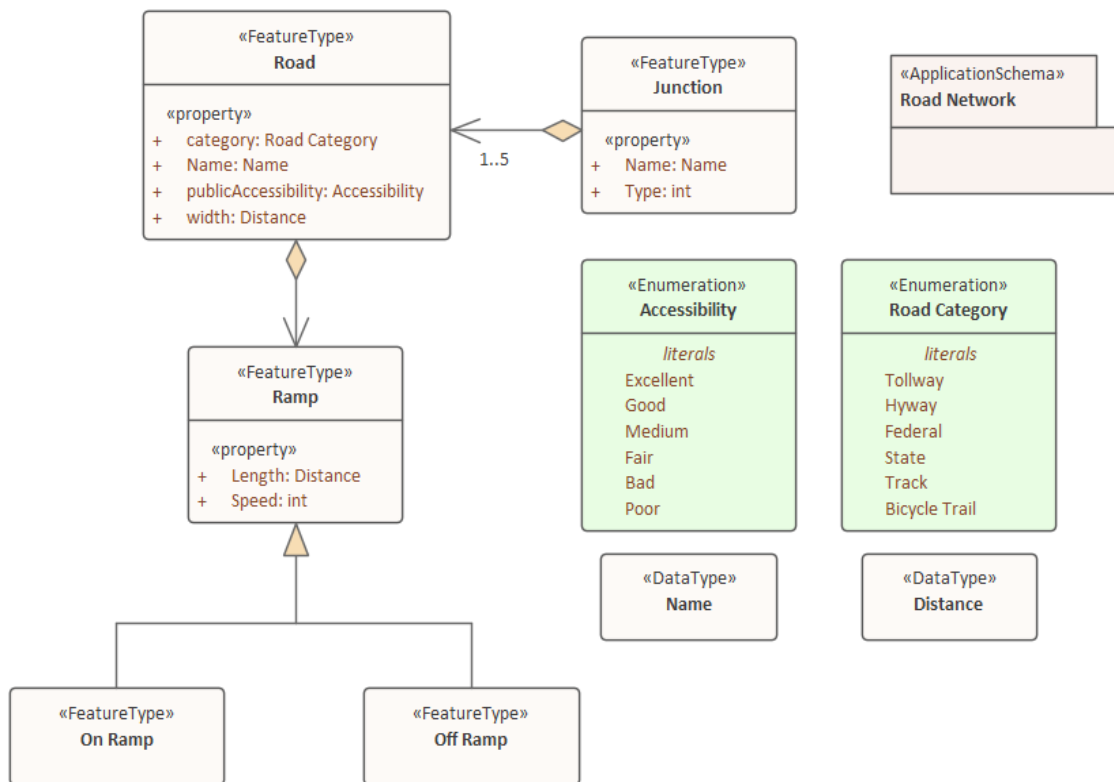 «FeatureType»
Road
«property»
+ category: Road Category
+ Name: Name
+ publicAccessibility: Accessibility
+ width: Distance
1..5
«FeatureType»
Junction
«property»
+ Name: Name
+ Type: int
«ApplicationSchema»
Road Network
«FeatureType»
Ramp
«property»
+ Length: Distance
+ Speed: int
«Enumeration»
Accessibility
literals
Excellent
Good
Medium
Fair
Bad
Poor
«Enumeration»
Road Category
literals
Tollway
Hyway
Federal
State
Track
Bicycle Trail
«DataType»
Name
«DataType»
Distance
«FeatureType»
On Ramp
«FeatureType»
Off Ramp